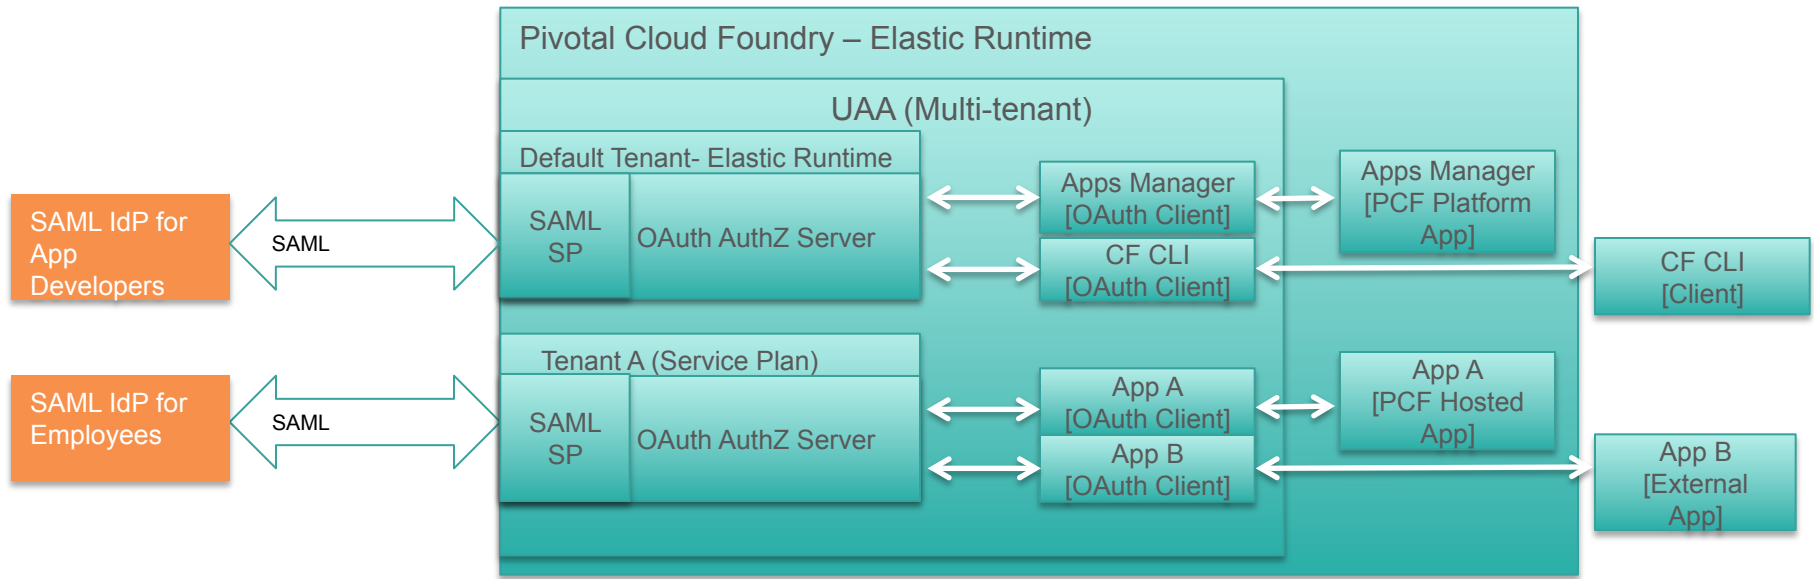 Pivotal Cloud Foundry – Elastic Runtime
UAA (Multi-tenant)
Default Tenant- Elastic Runtime
SAML IdP for
App
Developers
SAML
SAML
SP
OAuth AuthZ Server
Apps Manager
[OAuth Client]
CF CLI
[OAuth Client]
Apps Manager
[PCF Platform
App]
CF CLI
[Client]
Tenant A (Service Plan)
SAML IdP for
Employees
SAML
SAML
SP
OAuth AuthZ Server
App A
[OAuth Client]
App B
[OAuth Client]
App A
[PCF Hosted
App]
App B
[External
App]